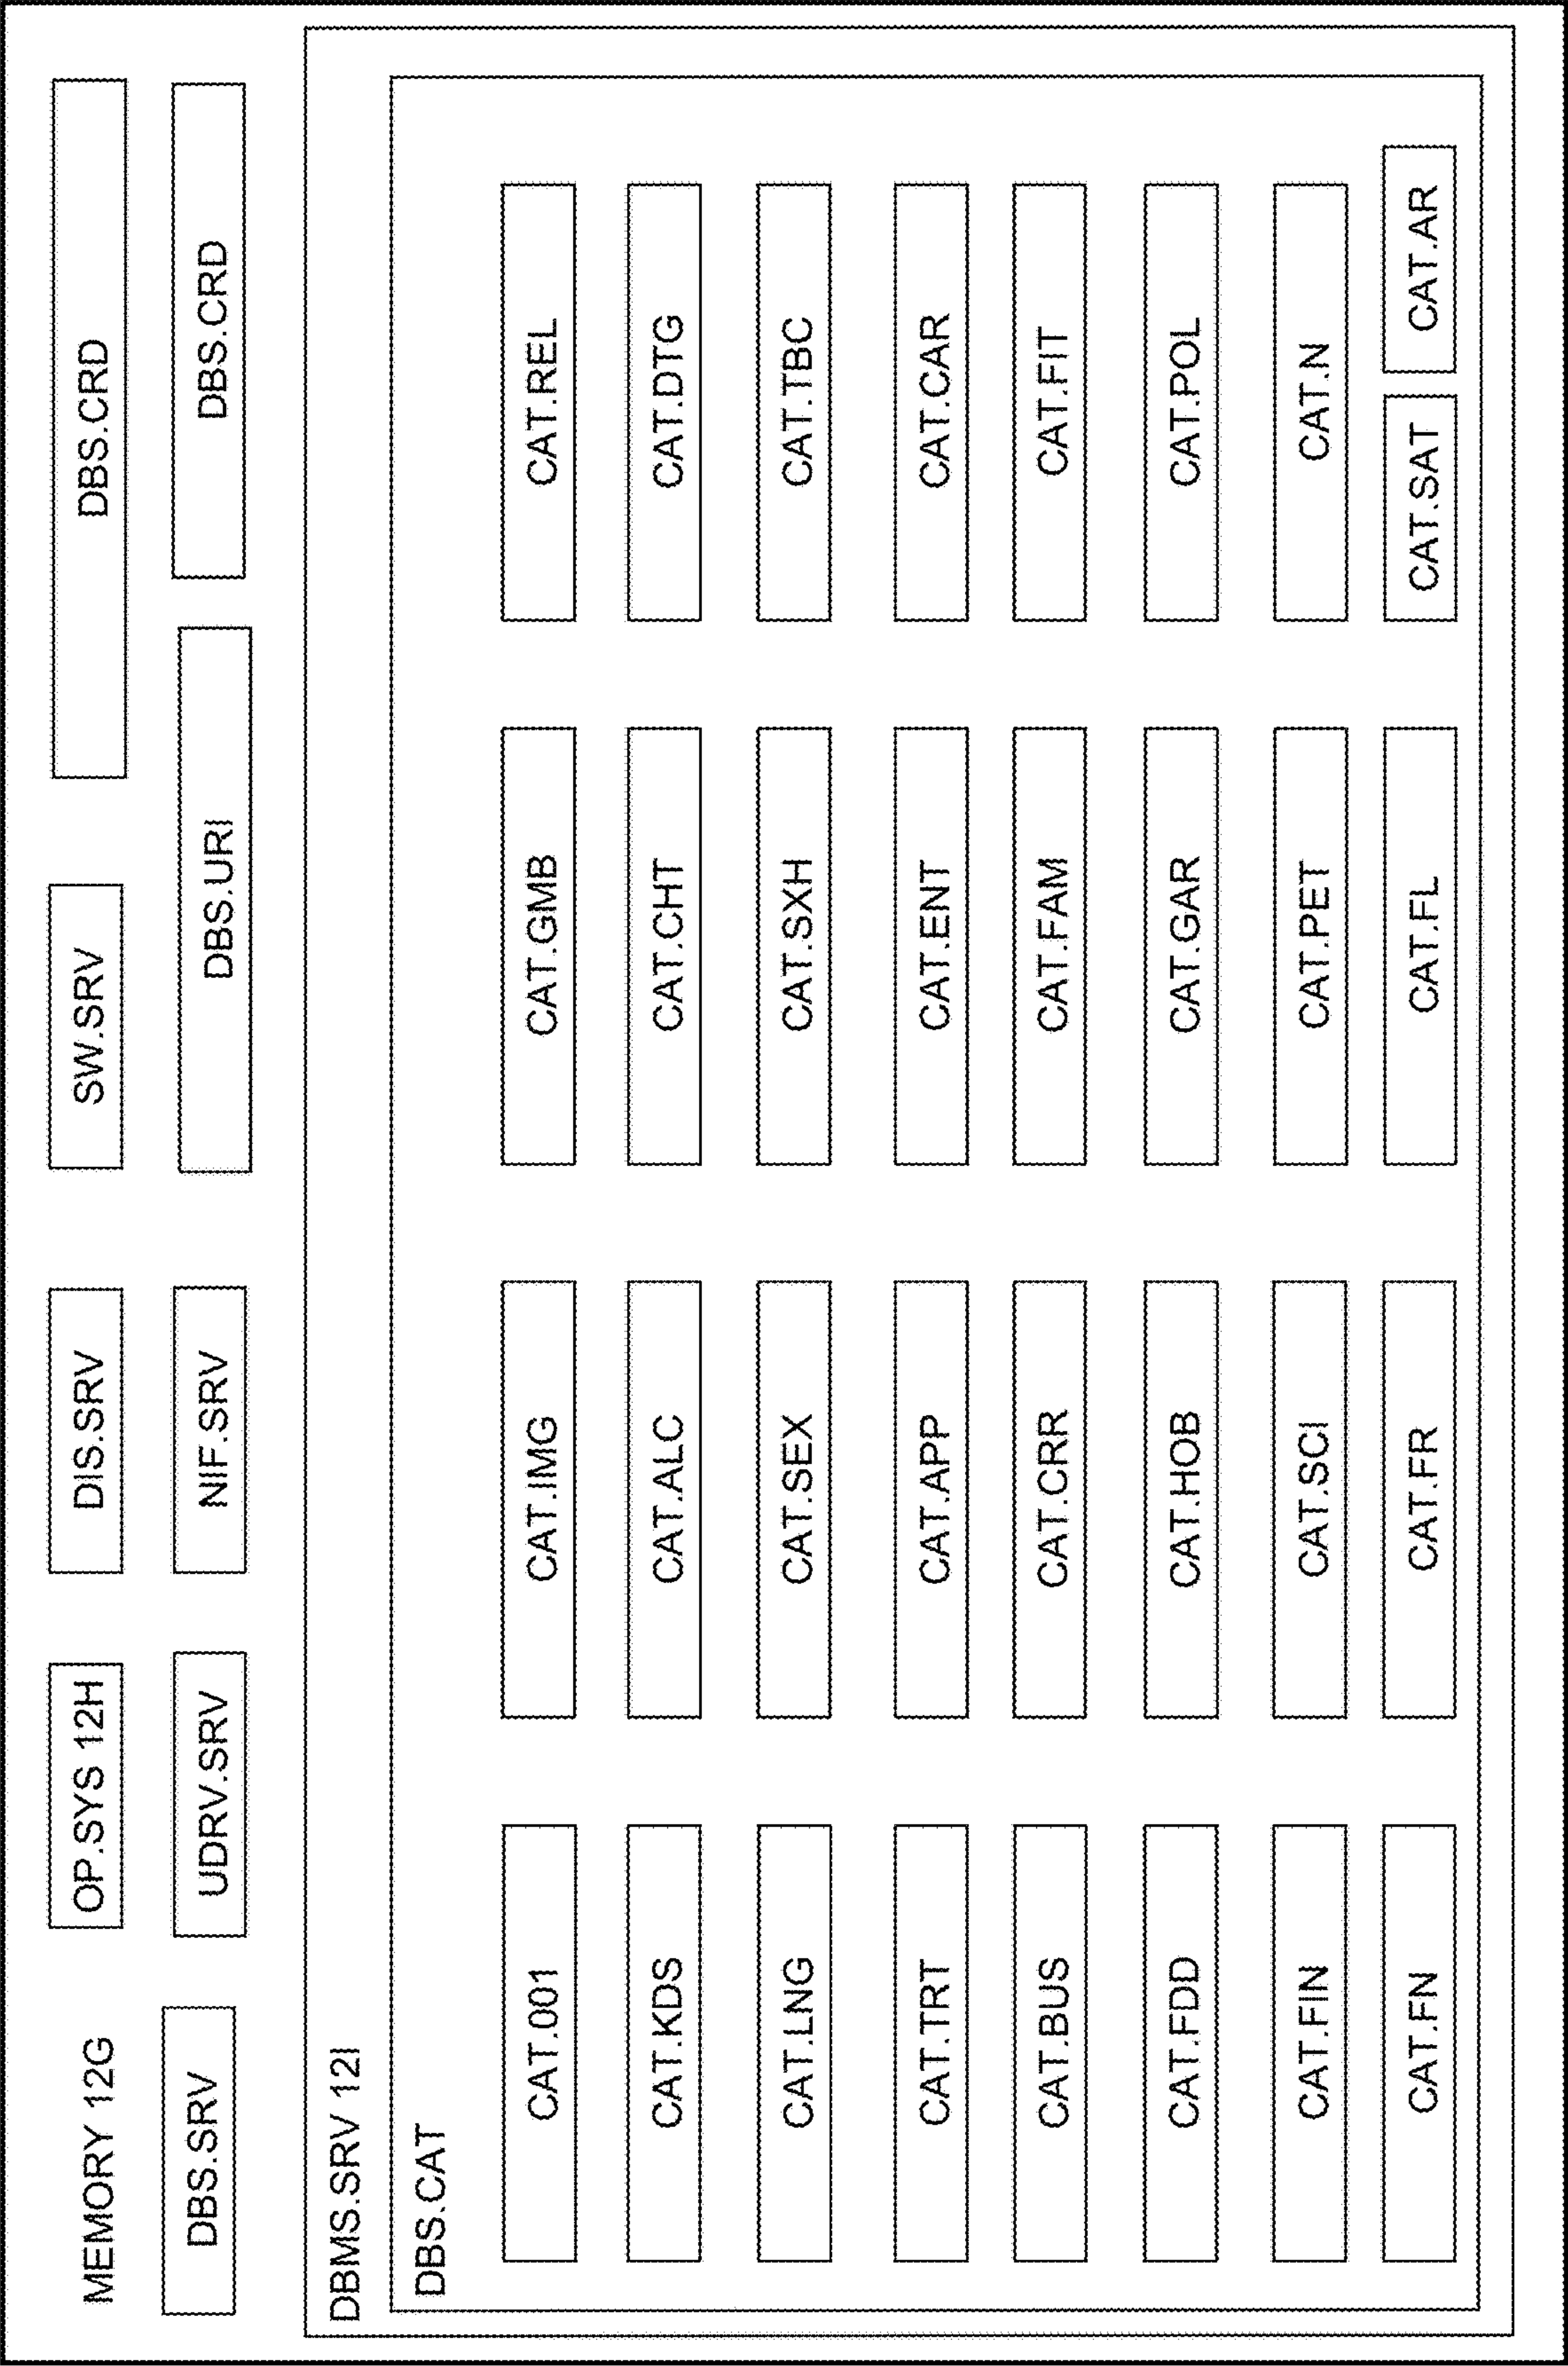 MEMORY 12G
OP.SYS 12H
DIS.SRV
SW.SRV
DBS.CRD
DBS.SRV
UDRV.SRV
NIF.SRV
DBS.URI
DBS.CRD
DBMS.SRV 12I
DBS.CAT
CAT.001
CAT.IMG
CAT.GMB
CAT.REL
CAT.KDS
CAT.ALC
CAT.CHT
CAT.DTG
CAT.LNG
CAT.SEX
CAT.SXH
CAT.TBC
CAT.TRT
CAT.APP
CAT.ENT
CAT.CAR
CAT.BUS
CAT.CRR
CAT.FAM
CAT.FIT
CAT.FDD
CAT.HOB
CAT.GAR
CAT.POL
CAT.FIN
CAT.SCI
CAT.PET
CAT.N
CAT.FN
CAT.FR
CAT.FL
CAT.SAT
CAT.AR